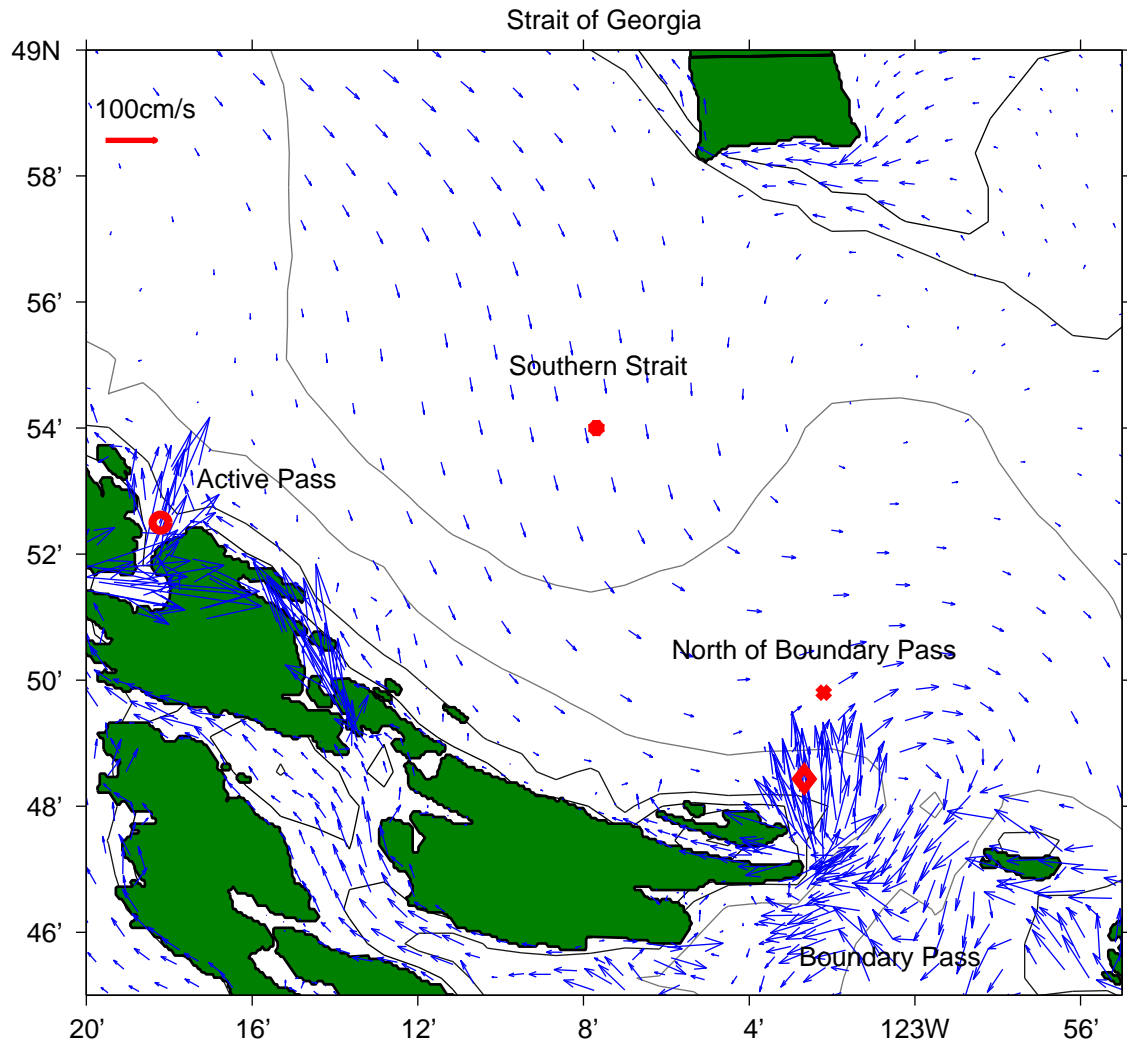 Strait of Georgia
49N
100cm/s
58’
56’
Southern Strait
54’
Active Pass
52’
North of Boundary Pass
50’
48’
46’
Boundary Pass
20’ 16’ 12’ 8’ 4’ 123W 56’